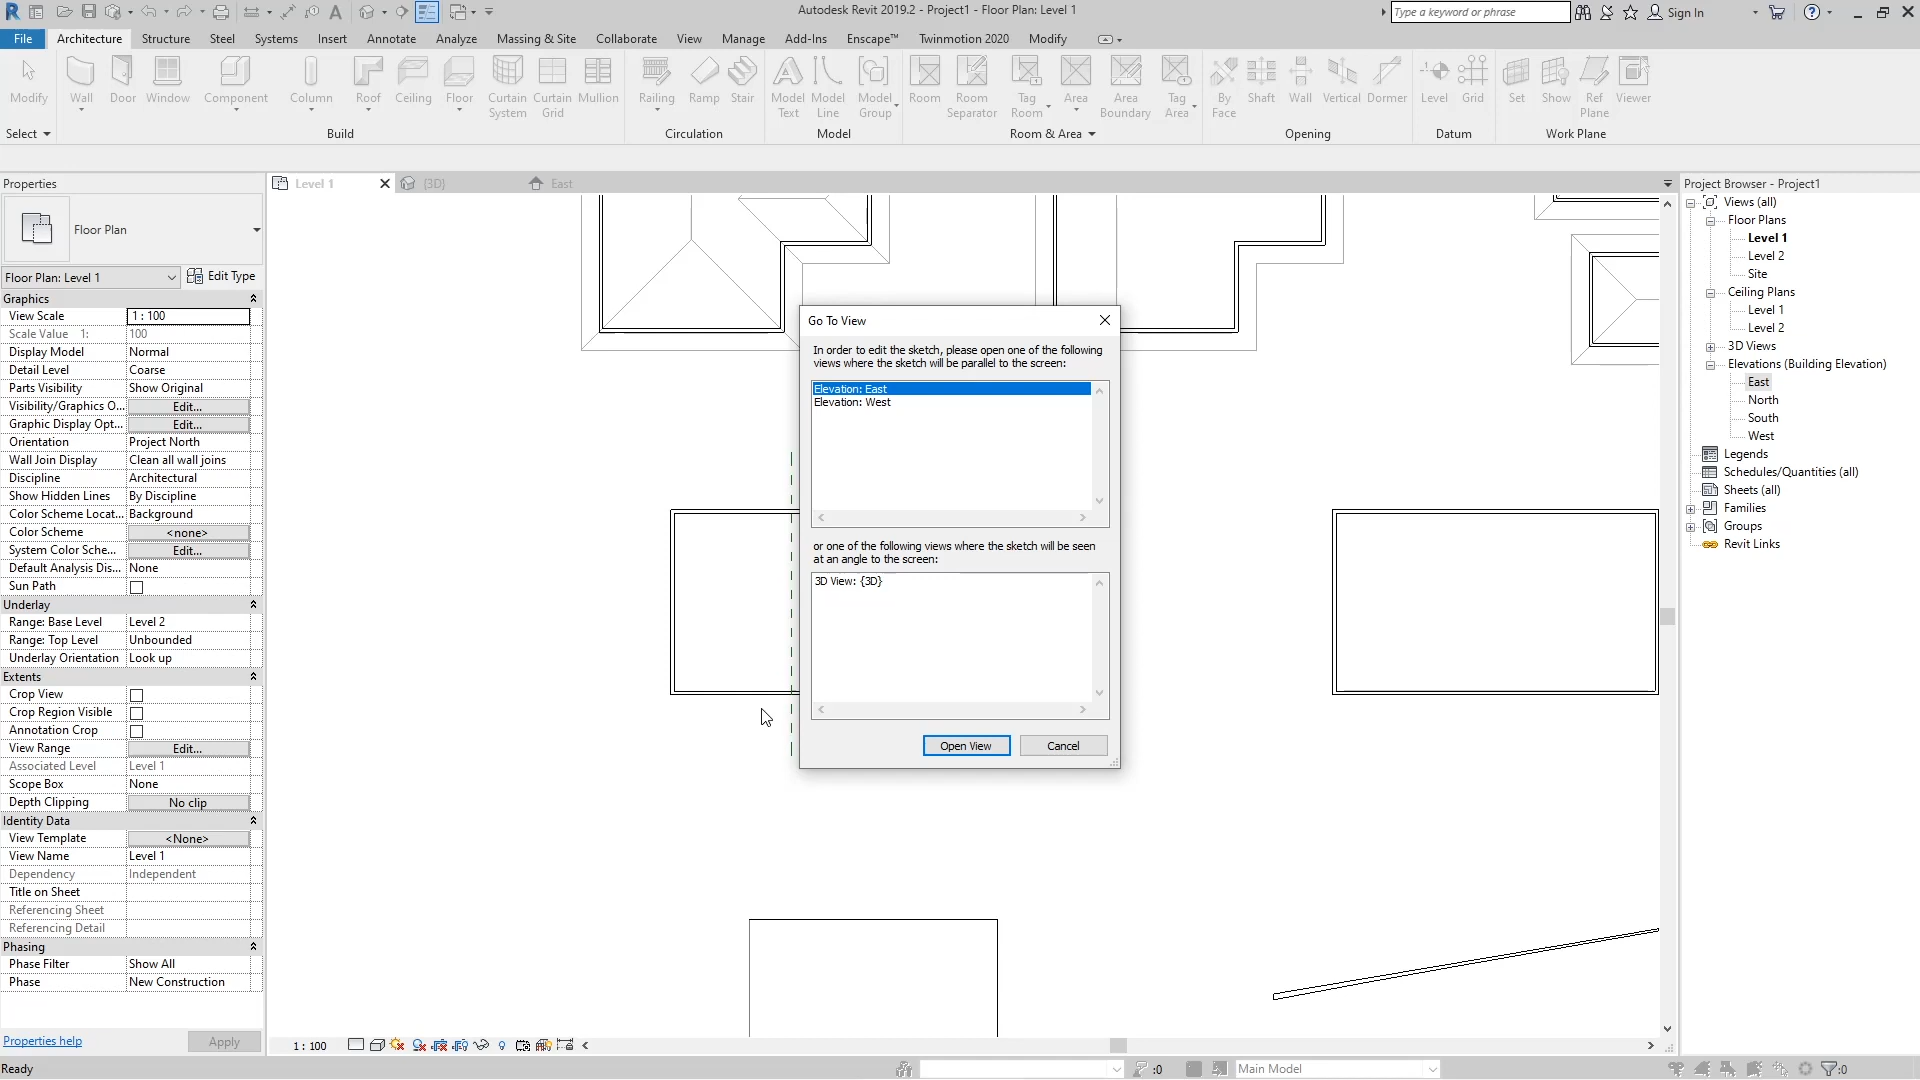 Autodesk Revit 2019.2 - Project1 - Floor Plan: Level 1
Type a keyword or phrase
Sign In
File Architecture Structure Steel Systems Insert Annotate Analyze Massing & Site Collaborate View Manage Add-Ins Enscape™ Twinmotion 2020 Modify
Modify Wall Door Window Component Column Roof Ceiling Floor Curtain System Curtain Grid Mullion Railing Ramp Stair Model Text Model Line Model Group Room Room Separator Tag Room Area Area Boundary Tag Area By Face Shaft Wall Vertical Dormer Level Grid Set Show Ref Plane Viewer
Select Build Circulation Model Room & Area Opening Datum Work Plane
Properties
Floor Plan
Floor Plan: Level 1 Edit Type
Graphics
View Scale 1 : 100
Scale Value 1: 100
Display Model Normal
Detail Level Coarse
Parts Visibility Show Original
Visibility/Graphics O... Edit...
Graphic Display Opt... Edit...
Orientation Project North
Wall Join Display Clean all wall joins
Discipline Architectural
Show Hidden Lines By Discipline
Color Scheme Locat... Background
Color Scheme <none>
System Color Sche... Edit...
Default Analysis Dis... None
Sun Path
Underlay
Range: Base Level Level 2
Range: Top Level Unbounded
Underlay Orientation Look up
Extents
Crop View
Crop Region Visible
Annotation Crop
View Range Edit...
Associated Level Level 1
Scope Box None
Depth Clipping No clip
Identity Data
View Template <None>
View Name Level 1
Dependency Independent
Title on Sheet
Referencing Sheet
Referencing Detail
Phasing
Phase Filter Show All
Phase New Construction
Properties help Apply
Level 1 {3D} East
Go To View
In order to edit the sketch, please open one of the following
views where the sketch will be parallel to the screen:
Elevation: East
Elevation: West
or one of the following views where the sketch will be seen
at an angle to the screen:
3D View: {3D}
Open View Cancel
Project Browser - Project1
Views (all)
Floor Plans
Level 1
Level 2
Site
Ceiling Plans
Level 1
Level 2
3D Views
Elevations (Building Elevation)
East
North
South
West
Legends
Schedules/Quantities (all)
Sheets (all)
Families
Groups
Revit Links
1 : 100
Ready :0 Main Model :0